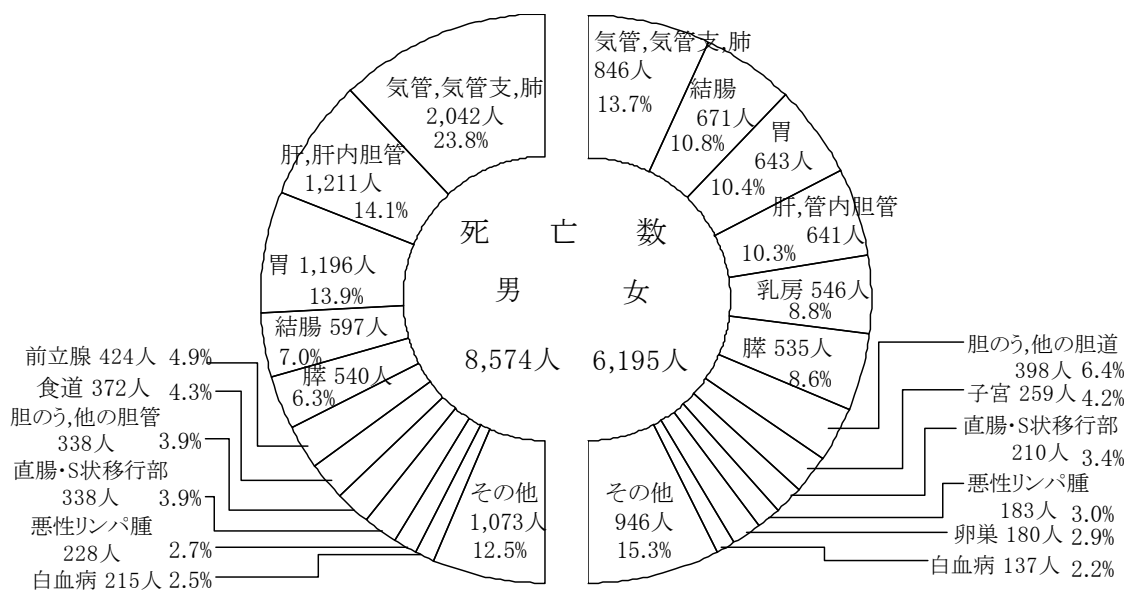 気管,気管支,肺
2,042人
23.8%
肝,肝内胆管
1,211人
14.1%
胃 1,196人
13.9%
結腸 597人
7.0%
膵 540人
6.3%
前立腺 424人 4.9%
食道 372人 4.3%
胆のう,他の胆管
338人 3.9%
直腸・S状移行部
338人 3.9%
悪性リンパ腫
228人 2.7%
白血病 215人 2.5%
その他
1,073人
12.5%
死 亡 数
男 女
8,574人 6,195人
気管,気管支,肺
846人
13.7%
結腸
671人
10.8%
胃
643人
10.4%
肝,管内胆管
641人
10.3%
乳房 546人
8.8%
膵 535人
8.6%
胆のう,他の胆道
398人 6.4%
子宮 259人 4.2%
直腸・S状移行部
210人 3.4%
悪性リンパ腫
183人 3.0%
卵巣 180人 2.9%
白血病 137人 2.2%
その他
946人
15.3%